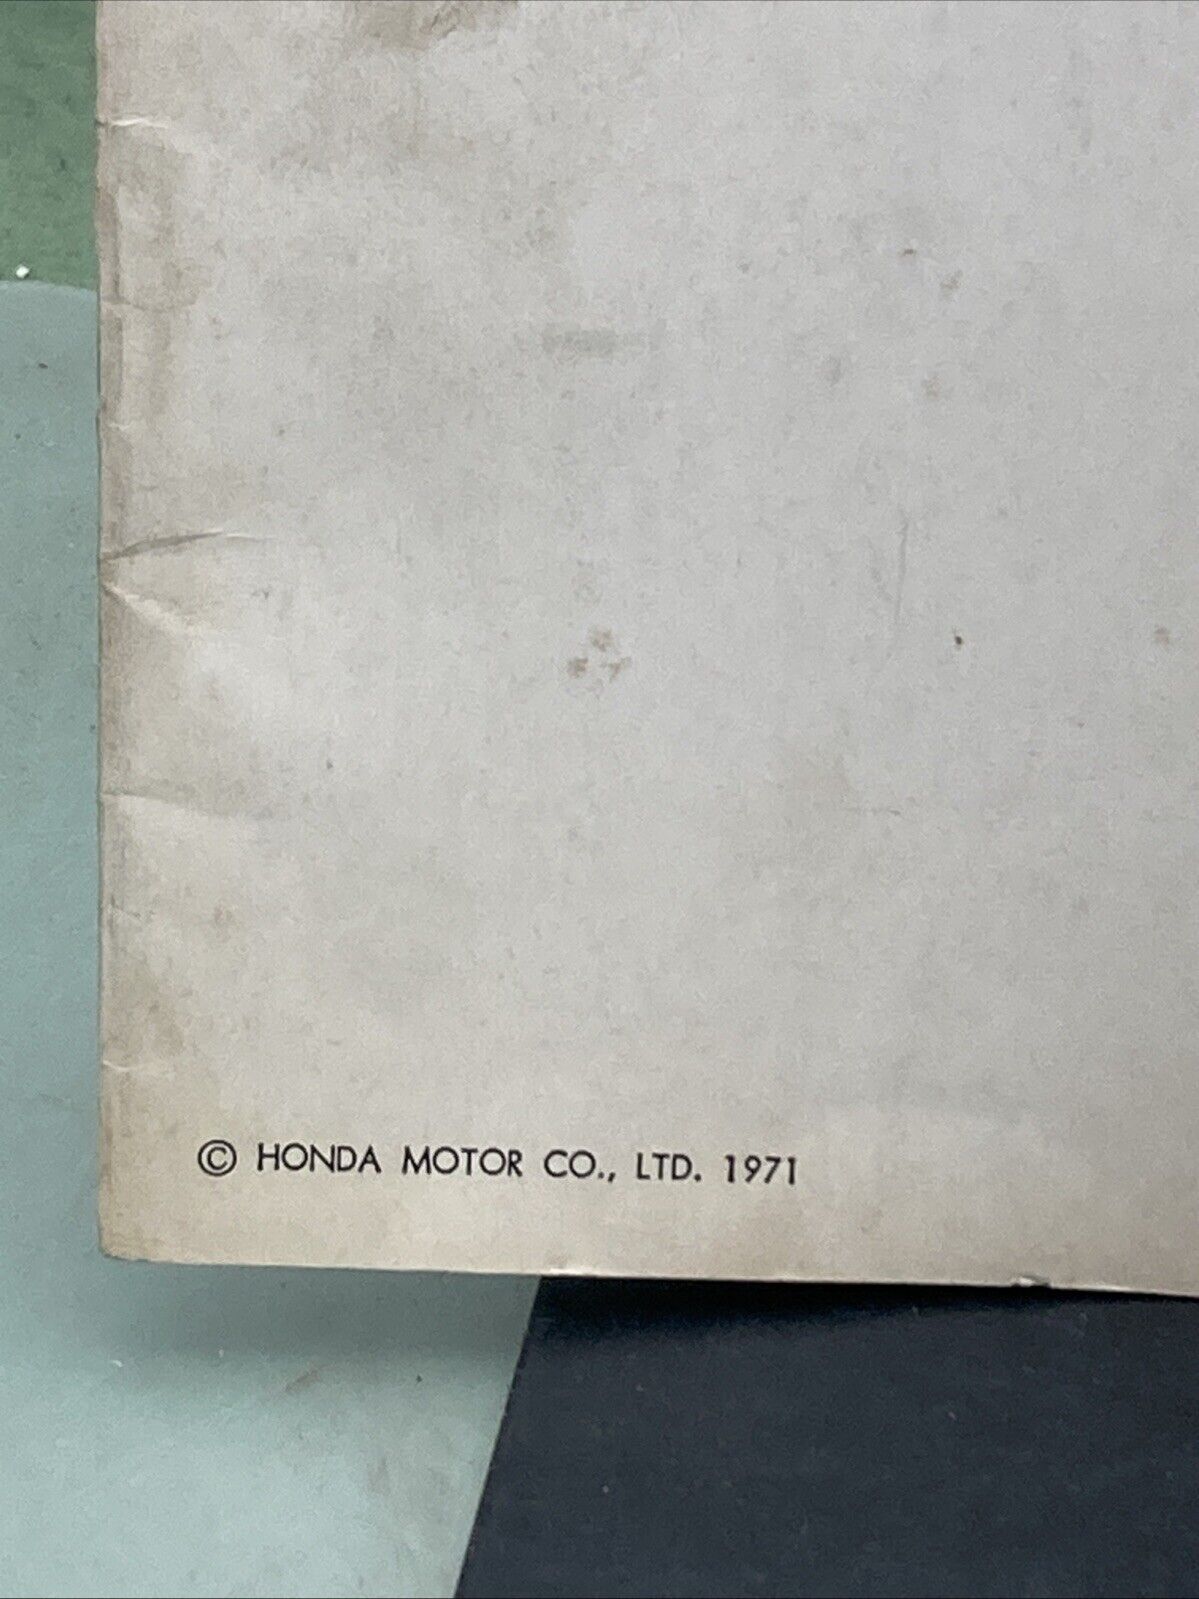 © HONDA MOTOR CO., LTD. 1971